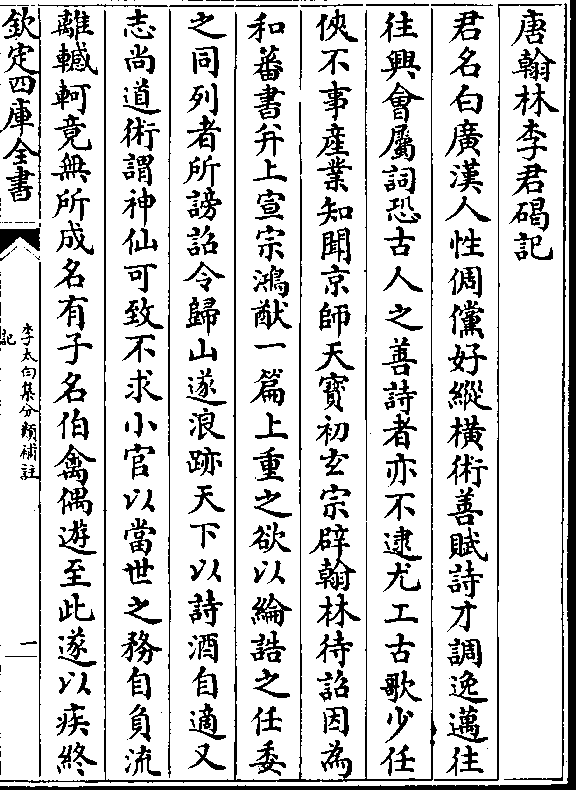 唐翰林李君碣記
君名白廣漢人性倜儻好縱橫術善賦詩才調逸邁往
往興會屬詞恐古人之善詩者亦不逮尤工古歌少任
俠不事産業知聞京師天寳初玄宗辟翰林待詔因為
和蕃書并上宣宗鴻猷一篇上重之欲以綸誥之任委
之同列者所謗詔令歸山遂浪跡天下以詩酒自適又
志尚道術謂神仙可致不求小官以當世之務自負流
離轗軻竟無所成名有子名伯禽偶遊至此遂以疾終
欽定四庫全書
李太白集分類補註
記
一